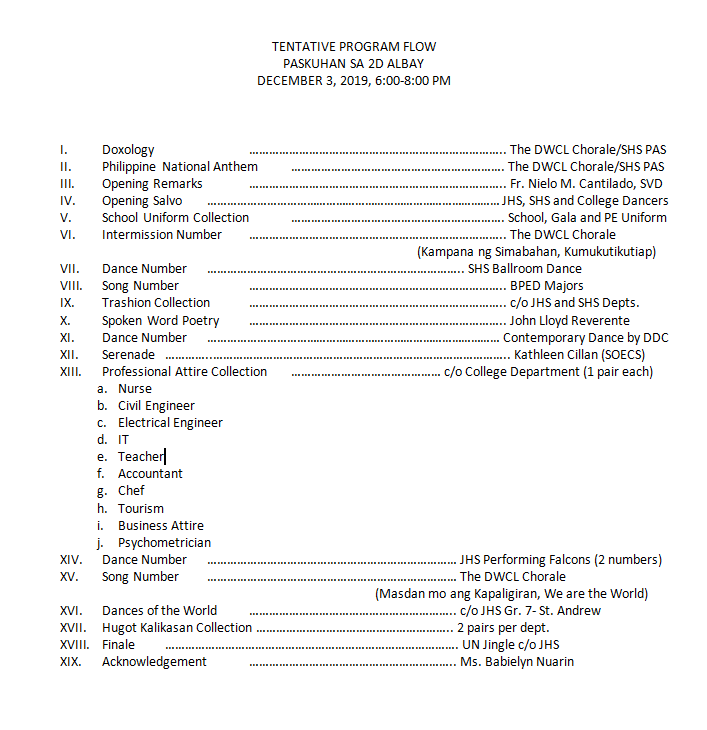 TENTATIVE PROGRAM FLOW
PASKUHAN SA 2D ALBAY
DECEMBER 3, 2019, 6:00-8:00 PM
I. Doxology ........................................ The DWCL Chorale/SHS PAS
II. Philippine National Anthem ........................................ The DWCL Chorale/SHS PAS
III. Opening Remarks ........................................ Fr. Nielo M. Cantilado, SVD
IV. Opening Salvo ........................................ JHS, SHS and College Dancers
V. School Uniform Collection ........................................ School, Gala and PE Uniform
VI. Intermission Number ........................................ The DWCL Chorale
(Kampana ng Simabahan, Kumukutikutiap)
VII. Dance Number ........................................ SHS Ballroom Dance
VIII. Song Number ........................................ BPED Majors
IX. Trashion Collection ........................................ c/o JHS and SHS Depts.
X. Spoken Word Poetry ........................................ John Lloyd Reverente
XI. Dance Number ........................................ Contemporary Dance by DDC
XII. Serenade ........................................ Kathleen Cillan (SOECS)
XIII. Professional Attire Collection ........................................ c/o College Department (1 pair each)
a. Nurse
b. Civil Engineer
c. Electrical Engineer
d. IT
e. Teacher
f. Accountant
g. Chef
h. Tourism
i. Business Attire
j. Psychometrician
XIV. Dance Number ........................................ JHS Performing Falcons (2 numbers)
XV. Song Number ........................................ The DWCL Chorale
(Masdan mo ang Kapaligiran, We are the World)
XVI. Dances of the World ........................................ c/o JHS Gr. 7- St. Andrew
XVII. Hugot Kalikasan Collection ........................................ 2 pairs per dept.
XVIII. Finale ........................................ UN Jingle c/o JHS
XIX. Acknowledgement ........................................ Ms. Babielyn Nuarin